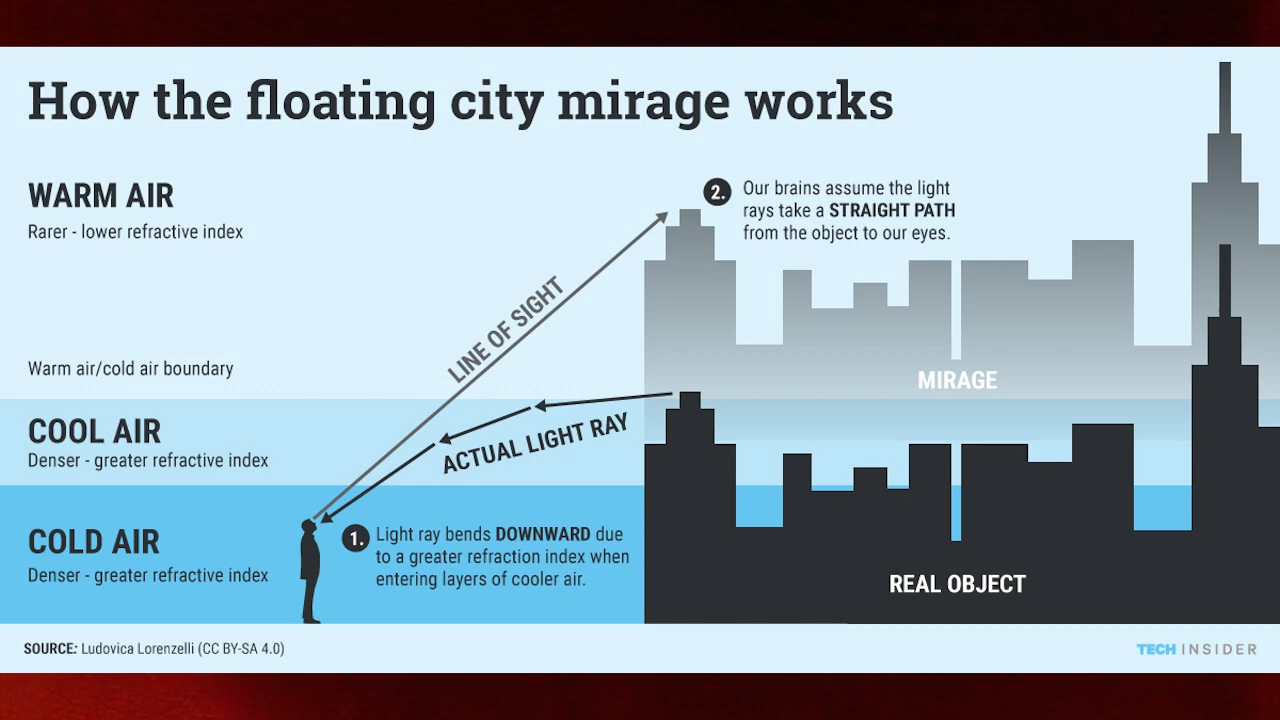 How the floating city mirage works
WARM AIR
Rarer - lower refractive index
2.
Our brains assume the light
rays take a STRAIGHT PATH
from the object to our eyes.
LINE OF SIGHT
Warm air/cold air boundary
MIRAGE
COOL AIR
Denser - greater refractive index
ACTUAL LIGHT RAY
COLD AIR
Denser - greater refractive index
1.
Light ray bends DOWNWARD due
to a greater refraction index when
entering layers of cooler air.
REAL OBJECT
SOURCE: Ludovica Lorenzelli (CC BY-SA 4.0)
TECH INSIDER